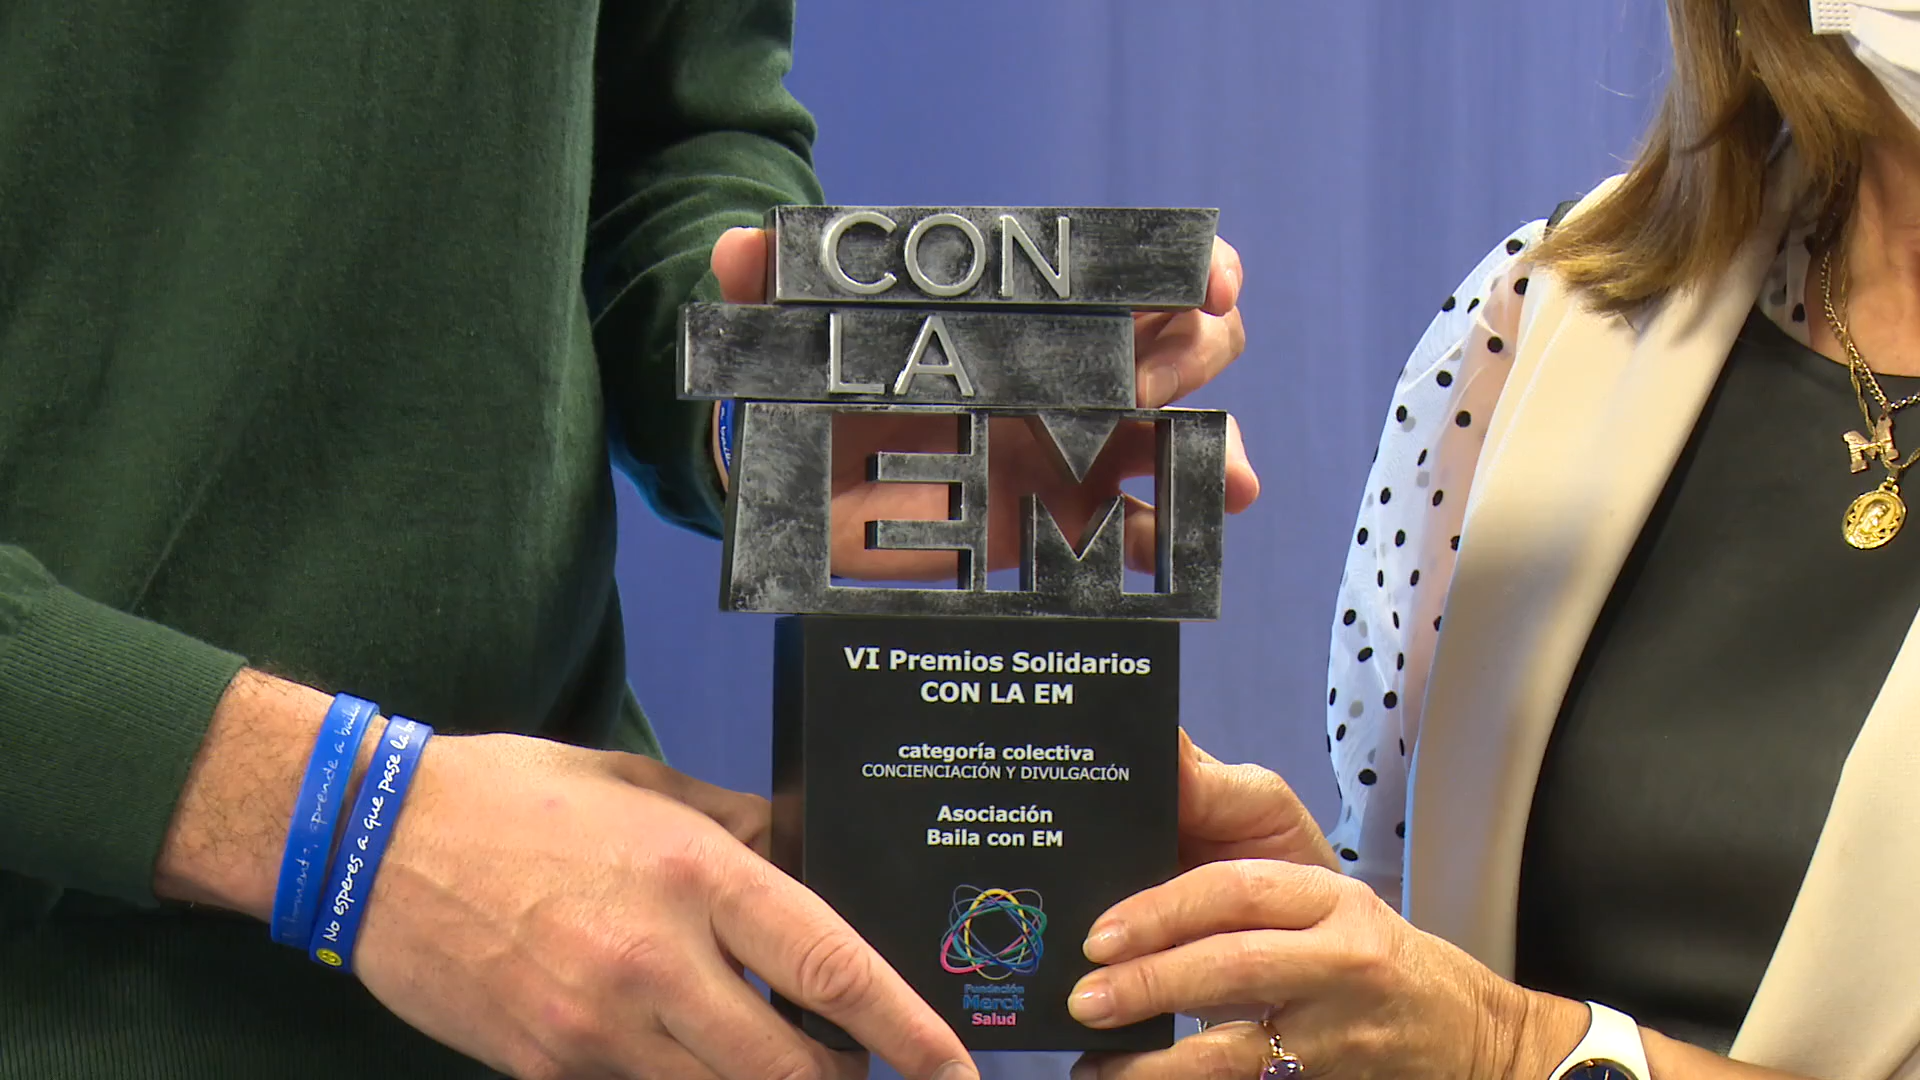 CON
LA
EM
VI Premios Solidarios
CON LA EM
categoría colectiva
CONCIENCIACIÓN Y DIVULGACIÓN
Asociación
Baila con EM
Fundación
Merck
Salud
aprende a
No esperes a que pase la
M